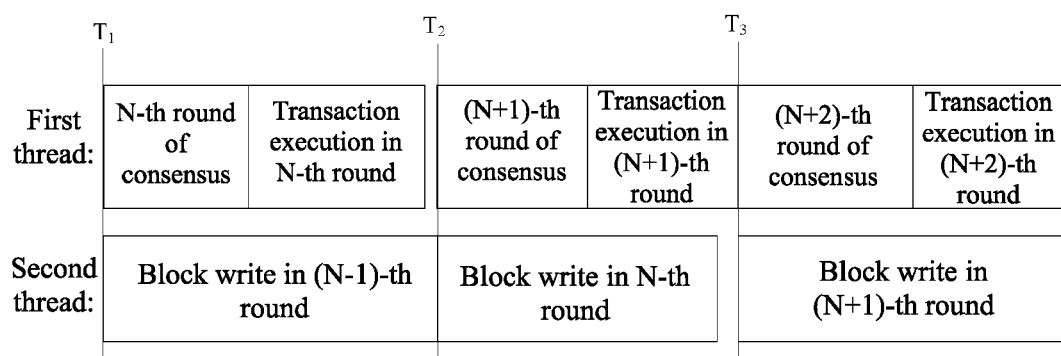 T1
T2
T3
First
thread:
N-th round
of
consensus
Transaction
execution in
N-th round
(N+1)-th
round of
consensus
Transaction
execution in
(N+1)-th
round
(N+2)-th
round of
consensus
Transaction
execution in
(N+2)-th
round
Second
thread:
Block write in (N-1)-th
round
Block write in N-th
round
Block write in
(N+1)-th round